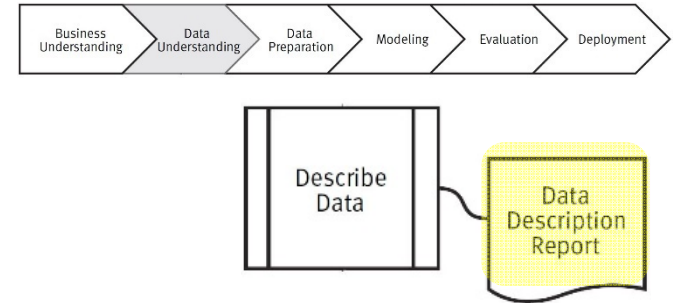 Business
Understanding
Data
Understanding
Data
Preparation
Modeling
Evaluation
Deployment
Describe
Data
Data
Description
Report